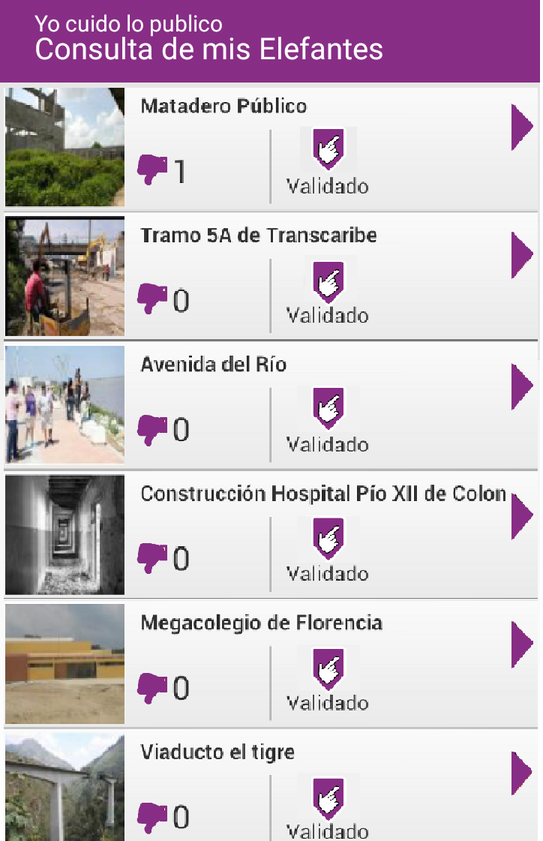 Yo cuido lo publico
Consulta de mis Elefantes
Matadero Público
1
Validado
Tramo 5A de Transcaribe
0
Validado
Avenida del Río
0
Validado
Construcción Hospital Pío XII de Colon
0
Validado
Megacolegio de Florencia
0
Validado
Viaducto el tigre
0
Validado